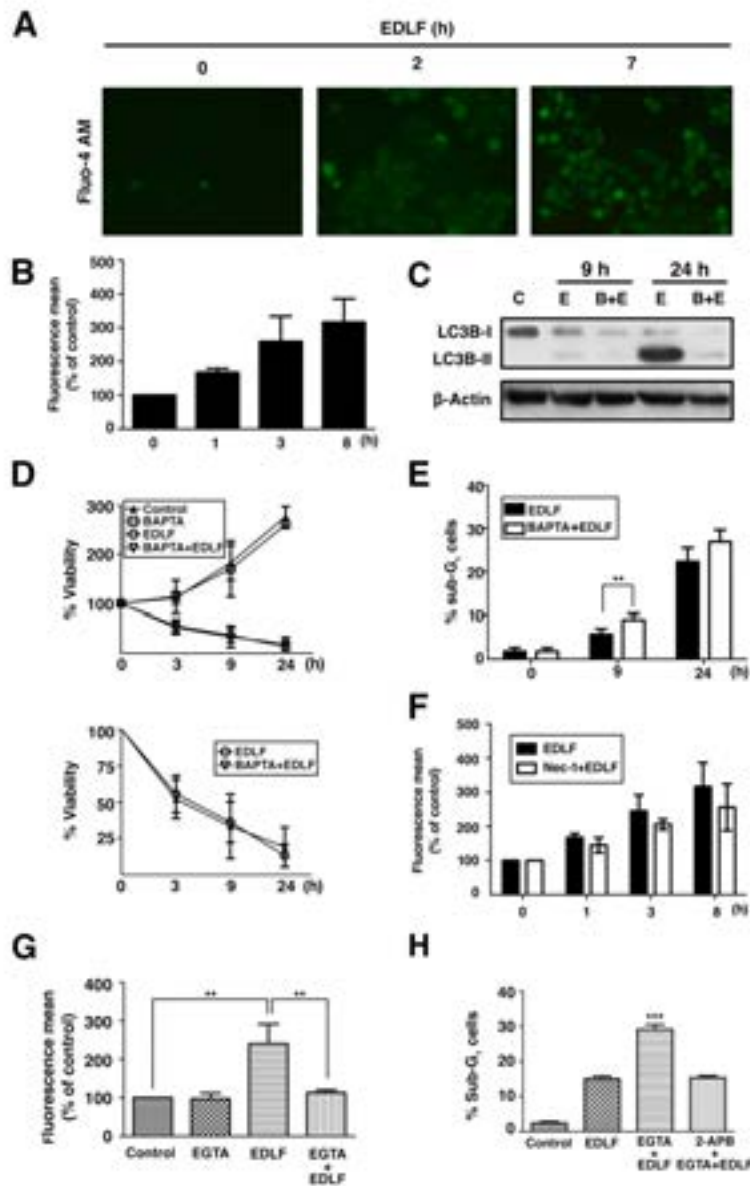 A
EDLF (h)
0 2 7
Fluo-4 AM
B
Fluorescence mean
(% of control)
500
400
300
200
100
0
0 1 3 8 (h)
C
9 h 24 h
C E B+E E B+E
LC3B-I
LC3B-II
β-Actin
D
% Viability
300
200
100
Control
BAPTA
EDLF
BAPTA+EDLF
0 3 9 24 (h)
% Viability
100
75
50
25
EDLF
BAPTA+EDLF
0 3 9 24 (h)
E
% sub-G₁ cells
40
30
20
10
0
EDLF
BAPTA+EDLF
**
0 9 24 (h)
F
Fluorescence mean
(% of control)
500
400
300
200
100
0
EDLF
Nec-1+EDLF
0 1 3 8 (h)
G
Fluorescence mean
(% of control)
400
300
200
100
0
** **
Control EGTA EDLF EGTA
+
EDLF
H
% Sub-G₁ cells
40
30
20
10
0
***
Control EDLF EGTA 2-APB
+ +
EDLF EGTA+EDLF